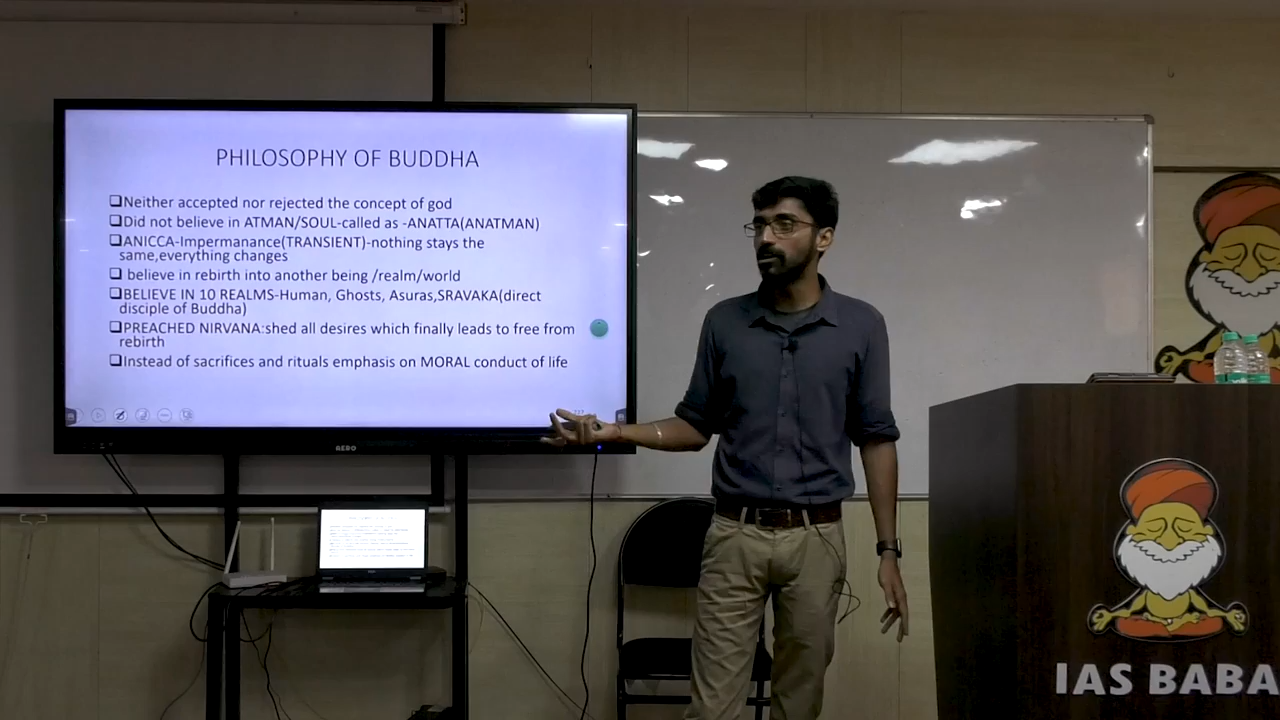 PHILOSOPHY OF BUDDHA
❑Neither accepted nor rejected the concept of god
❑Did not believe in ATMAN/SOUL-called as -ANATTA(ANATMAN)
❑ANICCA-Impermanance(TRANSIENT)-nothing stays the
same,everything changes
❑ believe in rebirth into another being /realm/world
❑BELIEVE IN 10 REALMS-Human, Ghosts, Asuras,SRAVAKA(direct
disciple of Buddha)
❑PREACHED NIRVANA:shed all desires which finally leads to free from
rebirth
❑Instead of sacrifices and rituals emphasis on MORAL conduct of life
IAS BABA